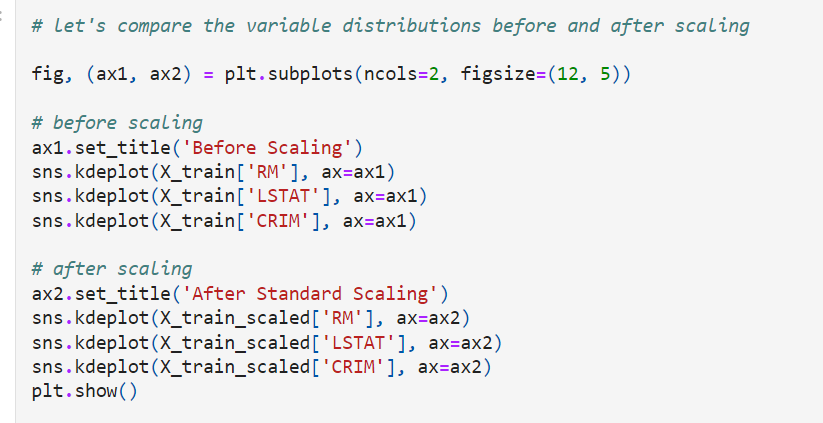 # let's compare the variable distributions before and after scaling
fig, (ax1, ax2) = plt.subplots(ncols=2, figsize=(12, 5))
# before scaling
ax1.set_title('Before Scaling')
sns.kdeplot(X_train['RM'], ax=ax1)
sns.kdeplot(X_train['LSTAT'], ax=ax1)
sns.kdeplot(X_train['CRIM'], ax=ax1)
# after scaling
ax2.set_title('After Standard Scaling')
sns.kdeplot(X_train_scaled['RM'], ax=ax2)
sns.kdeplot(X_train_scaled['LSTAT'], ax=ax2)
sns.kdeplot(X_train_scaled['CRIM'], ax=ax2)
plt.show()